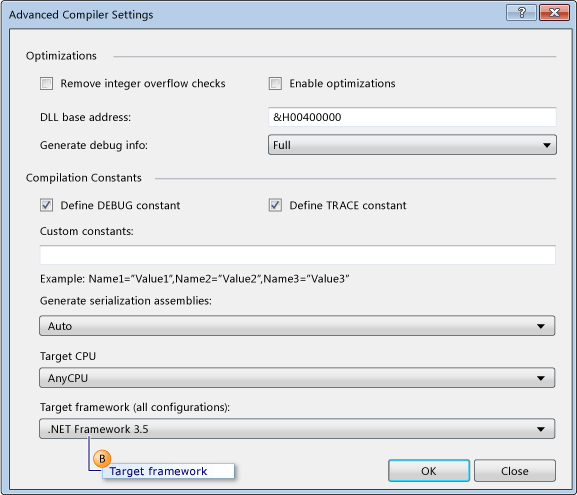 Advanced Compiler Settings
?
Optimizations
Remove integer overflow checks
Enable optimizations
DLL base address:
&H00400000
Generate debug info:
Full
Compilation Constants
Define DEBUG constant
Define TRACE constant
Custom constants:
Example: Name1="Value1",Name2="Value2",Name3="Value3"
Generate serialization assemblies:
Auto
Target CPU
AnyCPU
Target framework (all configurations):
.NET Framework 3.5
B
Target framework
OK
Close